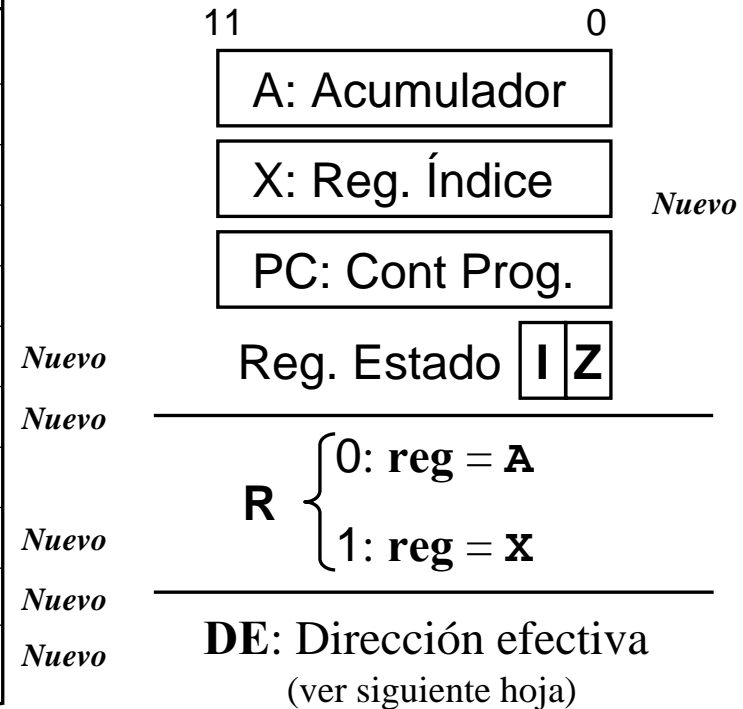 11 0
A: Acumulador
X: Reg. Índice
Nuevo
PC: Cont Prog.
Nuevo
Reg. Estado I Z
Nuevo
0: reg = A
R
Nuevo
1: reg = X
Nuevo
DE: Dirección efectiva
Nuevo
(ver siguiente hoja)